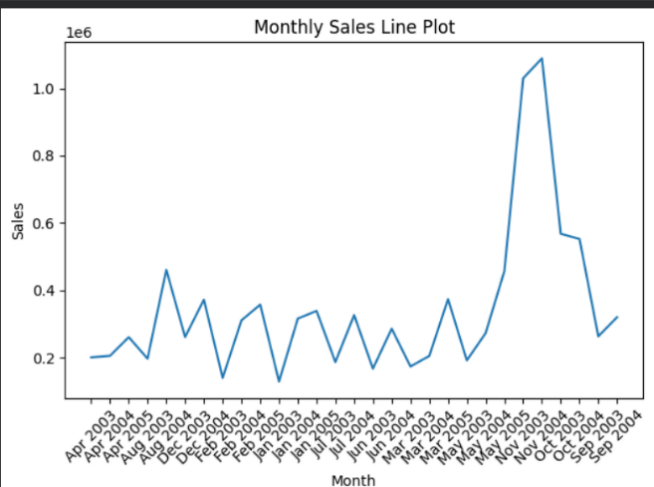 Monthly Sales Line Plot
1e6
1.0
0.8
0.6
0.4
0.2
Sales
Apr 2003
Apr 2004
Apr 2005
Aug 2003
Aug 2004
Dec 2003
Dec 2004
Feb 2003
Feb 2004
Feb 2005
Jan 2003
Jan 2004
Jan 2005
Jul 2003
Jul 2004
Jun 2003
Jun 2004
Mar 2003
Mar 2004
Mar 2005
May 2003
May 2004
May 2005
Nov 2003
Nov 2004
Oct 2003
Oct 2004
Sep 2003
Sep 2004
Month